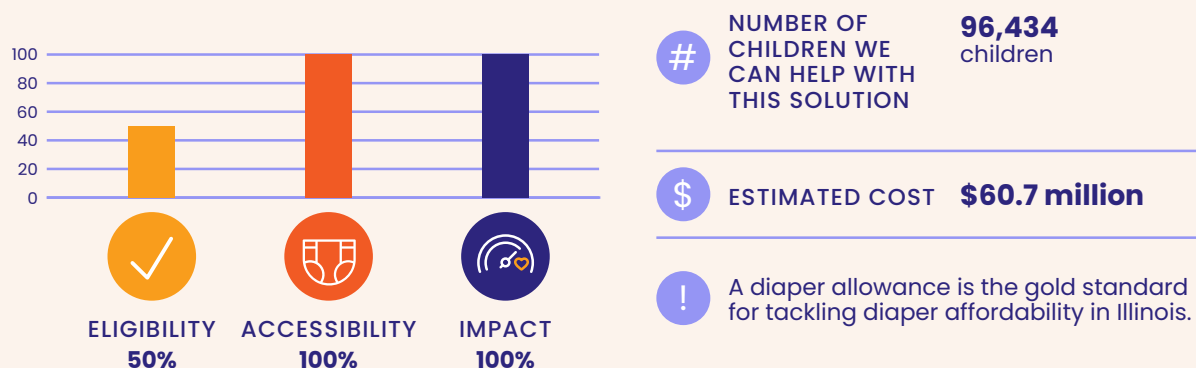 100
80
60
40
20
0
ELIGIBILITY
50%
ACCESSIBILITY
100%
IMPACT
100%
#
NUMBER OF
CHILDREN WE
CAN HELP WITH
THIS SOLUTION
96,434
children
$
ESTIMATED COST
$60.7 million
!
A diaper allowance is the gold standard
for tackling diaper affordability in Illinois.